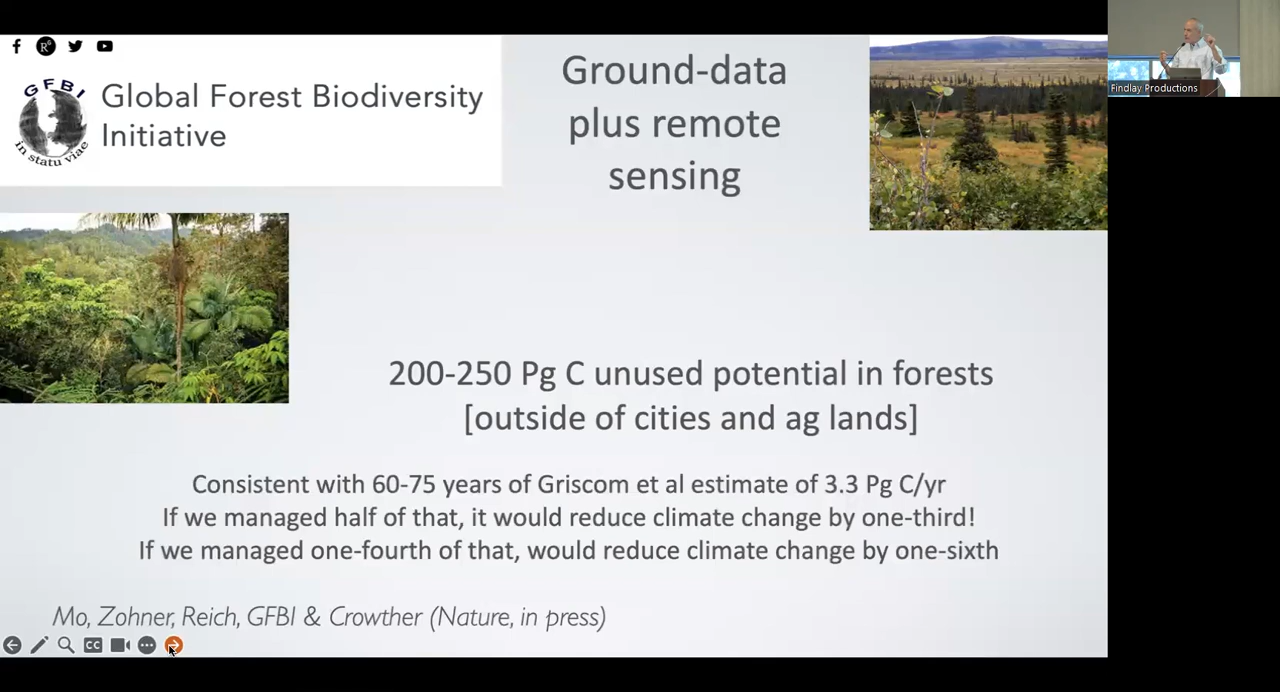 Global Forest Biodiversity
Initiative
GFBI
in statu viae
Ground-data
plus remote
sensing
Findlay Productions
200-250 Pg C unused potential in forests
[outside of cities and ag lands]
Consistent with 60-75 years of Griscom et al estimate of 3.3 Pg C/yr
If we managed half of that, it would reduce climate change by one-third!
If we managed one-fourth of that, would reduce climate change by one-sixth
Mo, Zohner, Reich, GFBI & Crowther (Nature, in press)
CC